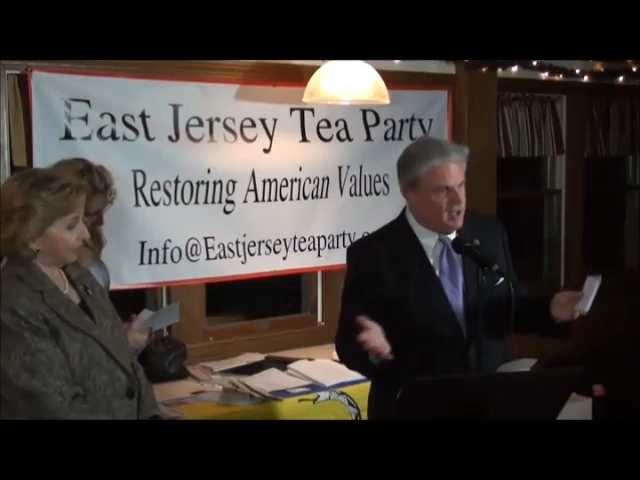 East Jersey Tea Party
Restoring American Values
Info@Eastjerseyteaparty.o